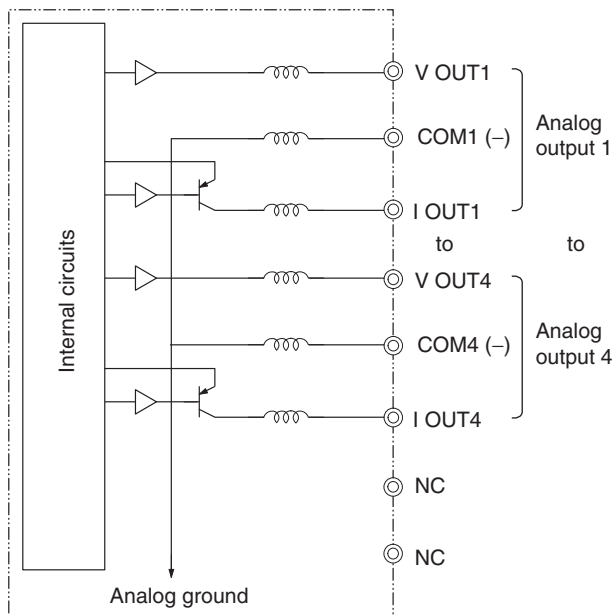 V OUT1
COM1 (–)
Analog
output 1
I OUT1
to
to
Internal circuits
V OUT4
COM4 (–)
Analog
output 4
I OUT4
NC
NC
Analog ground